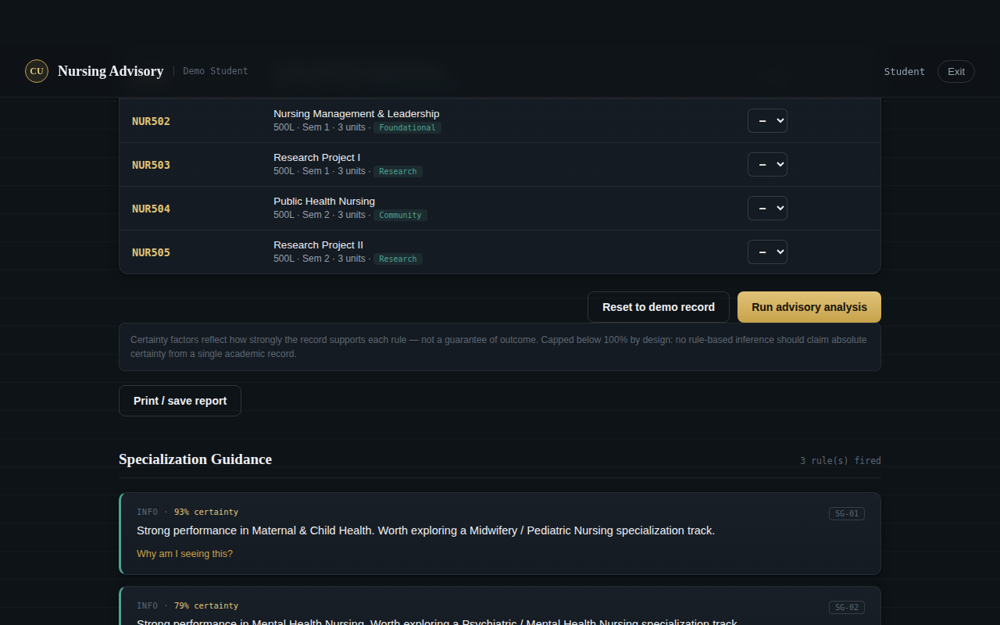 CU Nursing Advisory Demo Student Student Exit
NUR502 Nursing Management & Leadership –
500L · Sem 1 · 3 units · Foundational
NUR503 Research Project I –
500L · Sem 1 · 3 units · Research
NUR504 Public Health Nursing –
500L · Sem 2 · 3 units · Community
NUR505 Research Project II –
500L · Sem 2 · 3 units · Research
Reset to demo record Run advisory analysis
Certainty factors reflect how strongly the record supports each rule — not a guarantee of outcome. Capped below 100% by design: no rule-based inference should claim absolute
certainty from a single academic record.
Print / save report
Specialization Guidance 3 rule(s) fired
INFO · 93% certainty SG-01
Strong performance in Maternal & Child Health. Worth exploring a Midwifery / Pediatric Nursing specialization track.
Why am I seeing this?
INFO · 79% certainty SG-02
Strong performance in Mental Health Nursing. Worth exploring a Psychiatric / Mental Health Nursing specialization track.